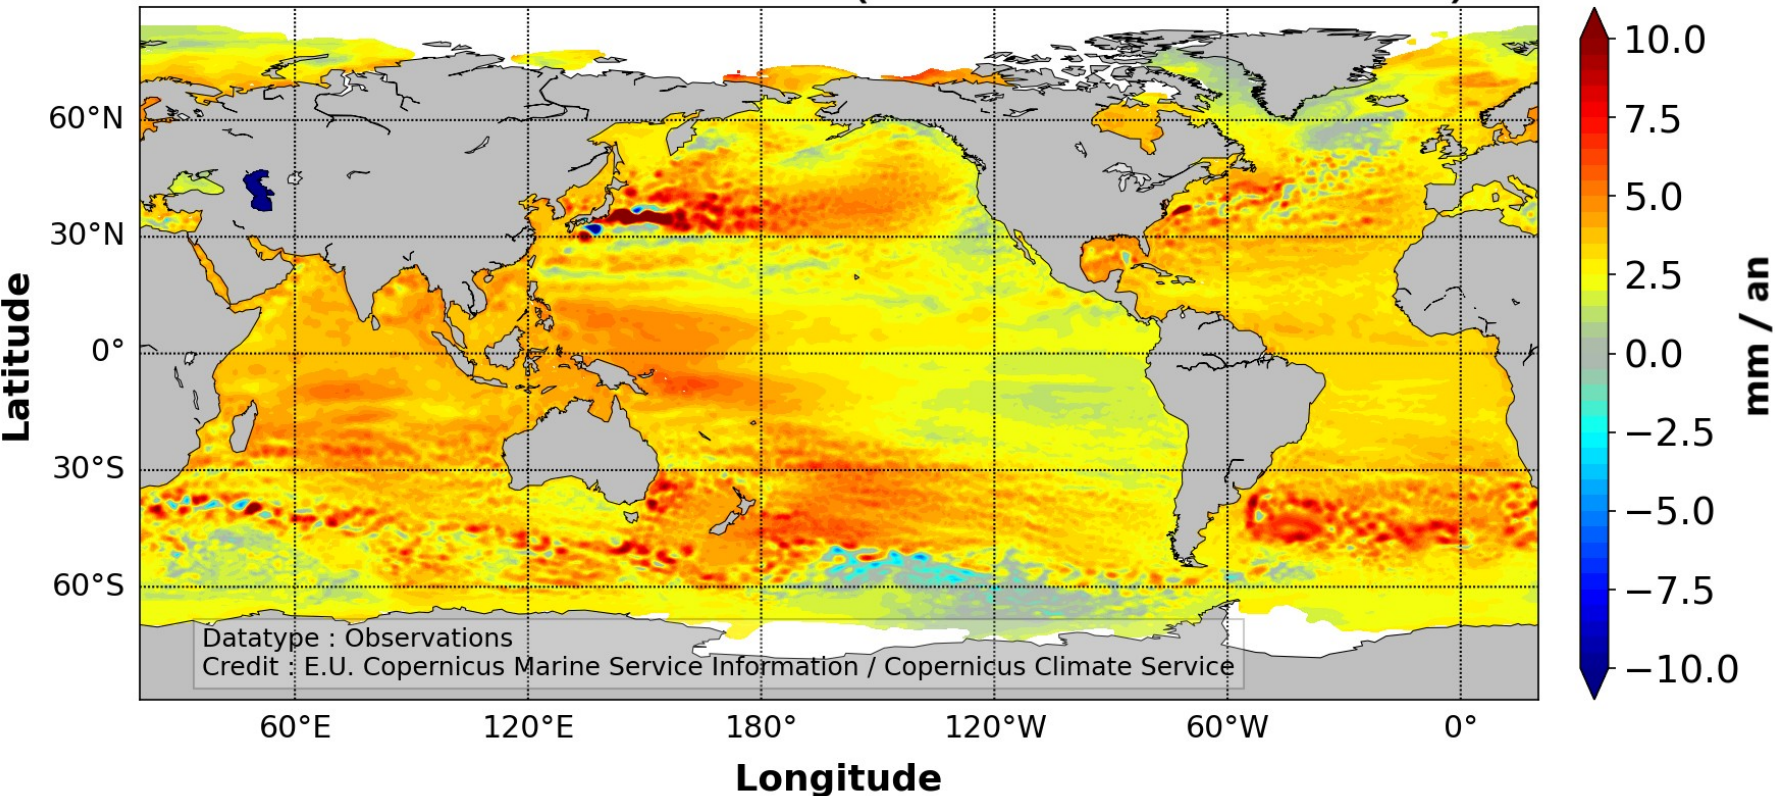 60°N
30°N
0°
30°S
60°S
Latitude
60°E 120°E 180° 120°W 60°W 0°
Longitude
Datatype : Observations
Credit : E.U. Copernicus Marine Service Information / Copernicus Climate Service
10.0
7.5
5.0
2.5
0.0
−2.5
−5.0
−7.5
−10.0
mm / an